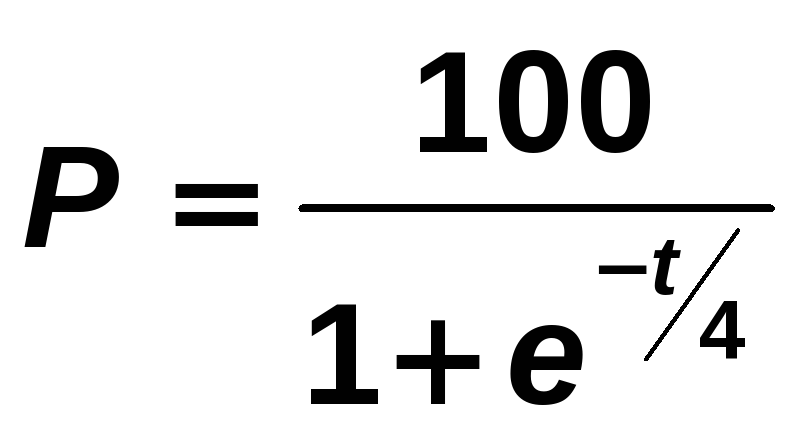 P = 100 / (1 + e^(−t/4))